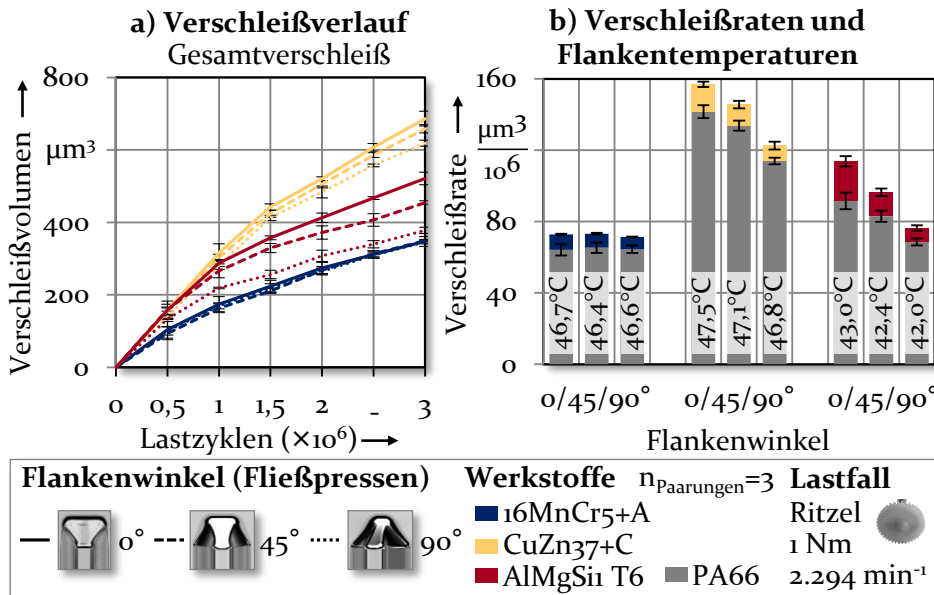 a) Verschleißverlauf
Gesamtverschleiß
Verschleißvolumen
800
μm³
400
200
0
0 0,5 1 1,5 2 - 3
Lastzyklen (×10⁶)
b) Verschleißraten und
Flankentemperaturen
Verschleißrate
160
μm³
10⁶
80
40
0
46,7°C 46,4°C 46,6°C 47,5°C 47,1°C 46,8°C 43,0°C 42,4°C 42,0°C
0/45/90° 0/45/90° 0/45/90°
Flankenwinkel
Flankenwinkel (Fließpressen)
0° 45° 90°
Werkstoffe n_Paarungen=3
16MnCr5+A
CuZn37+C
AlMgSi1 T6 PA66
Lastfall
Ritzel
1 Nm
2.294 min⁻¹